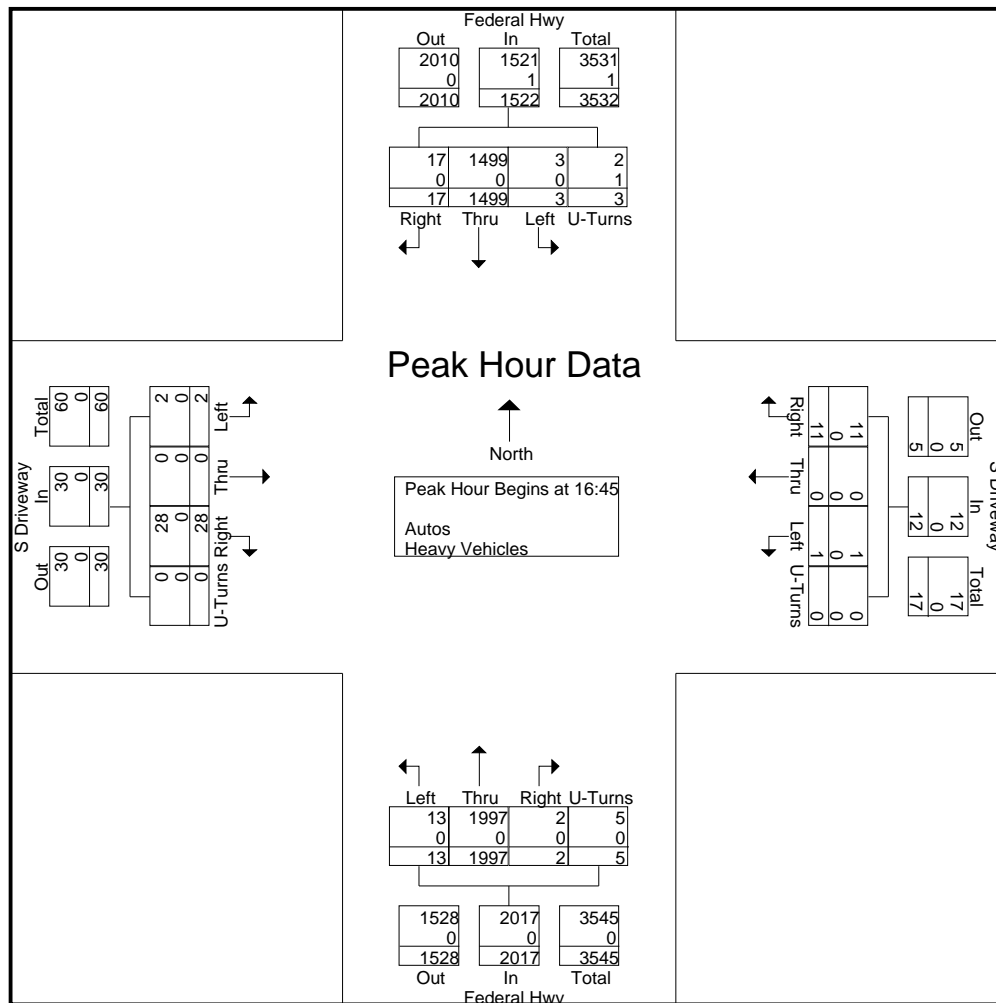 Federal Hwy
Out In Total
2010 1521 3531
0 1 1
2010 1522 3532
17 1499 3 2
0 0 0 1
17 1499 3 3
Right Thru Left U-Turns
Peak Hour Data
North
Peak Hour Begins at 16:45
Autos
Heavy Vehicles
S Driveway
Total In Out
60 30 30
0 0 0
60 30 30
2 0 28 0
0 0 0 0
2 0 28 0
Left Thru Right U-Turns
Right Thru Left U-Turns
11 0 1 0
0 0 0 0
11 0 1 0
Out In Total
5 12 17
0 0 0
5 12 17
S Driveway
Left Thru Right U-Turns
13 1997 2 5
0 0 0 0
13 1997 2 5
1528 2017 3545
0 0 0
1528 2017 3545
Out In Total
Federal Hwy